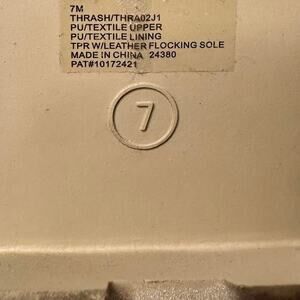 7M
THRASH/THRA02J1
PU/TEXTILE UPPER
PU/TEXTILE LINING
TPR W/LEATHER FLOCKING SOLE
MADE IN CHINA 24380
PAT#10172421
7